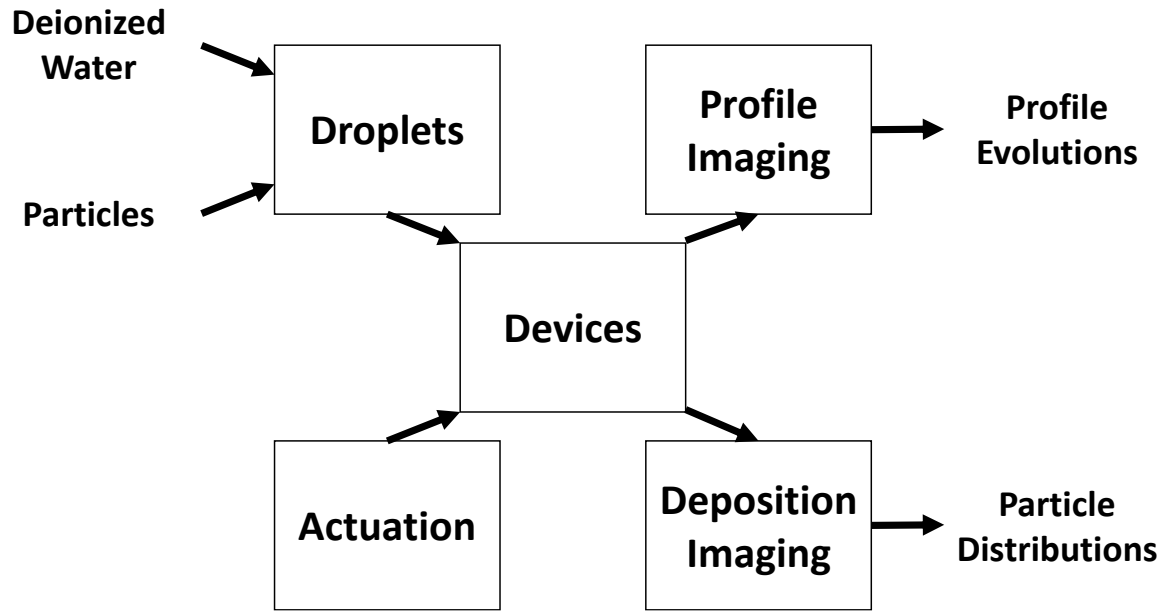 Deionized
Water
Particles
Droplets
Actuation
Devices
Profile
Imaging
Deposition
Imaging
Profile
Evolutions
Particle
Distributions